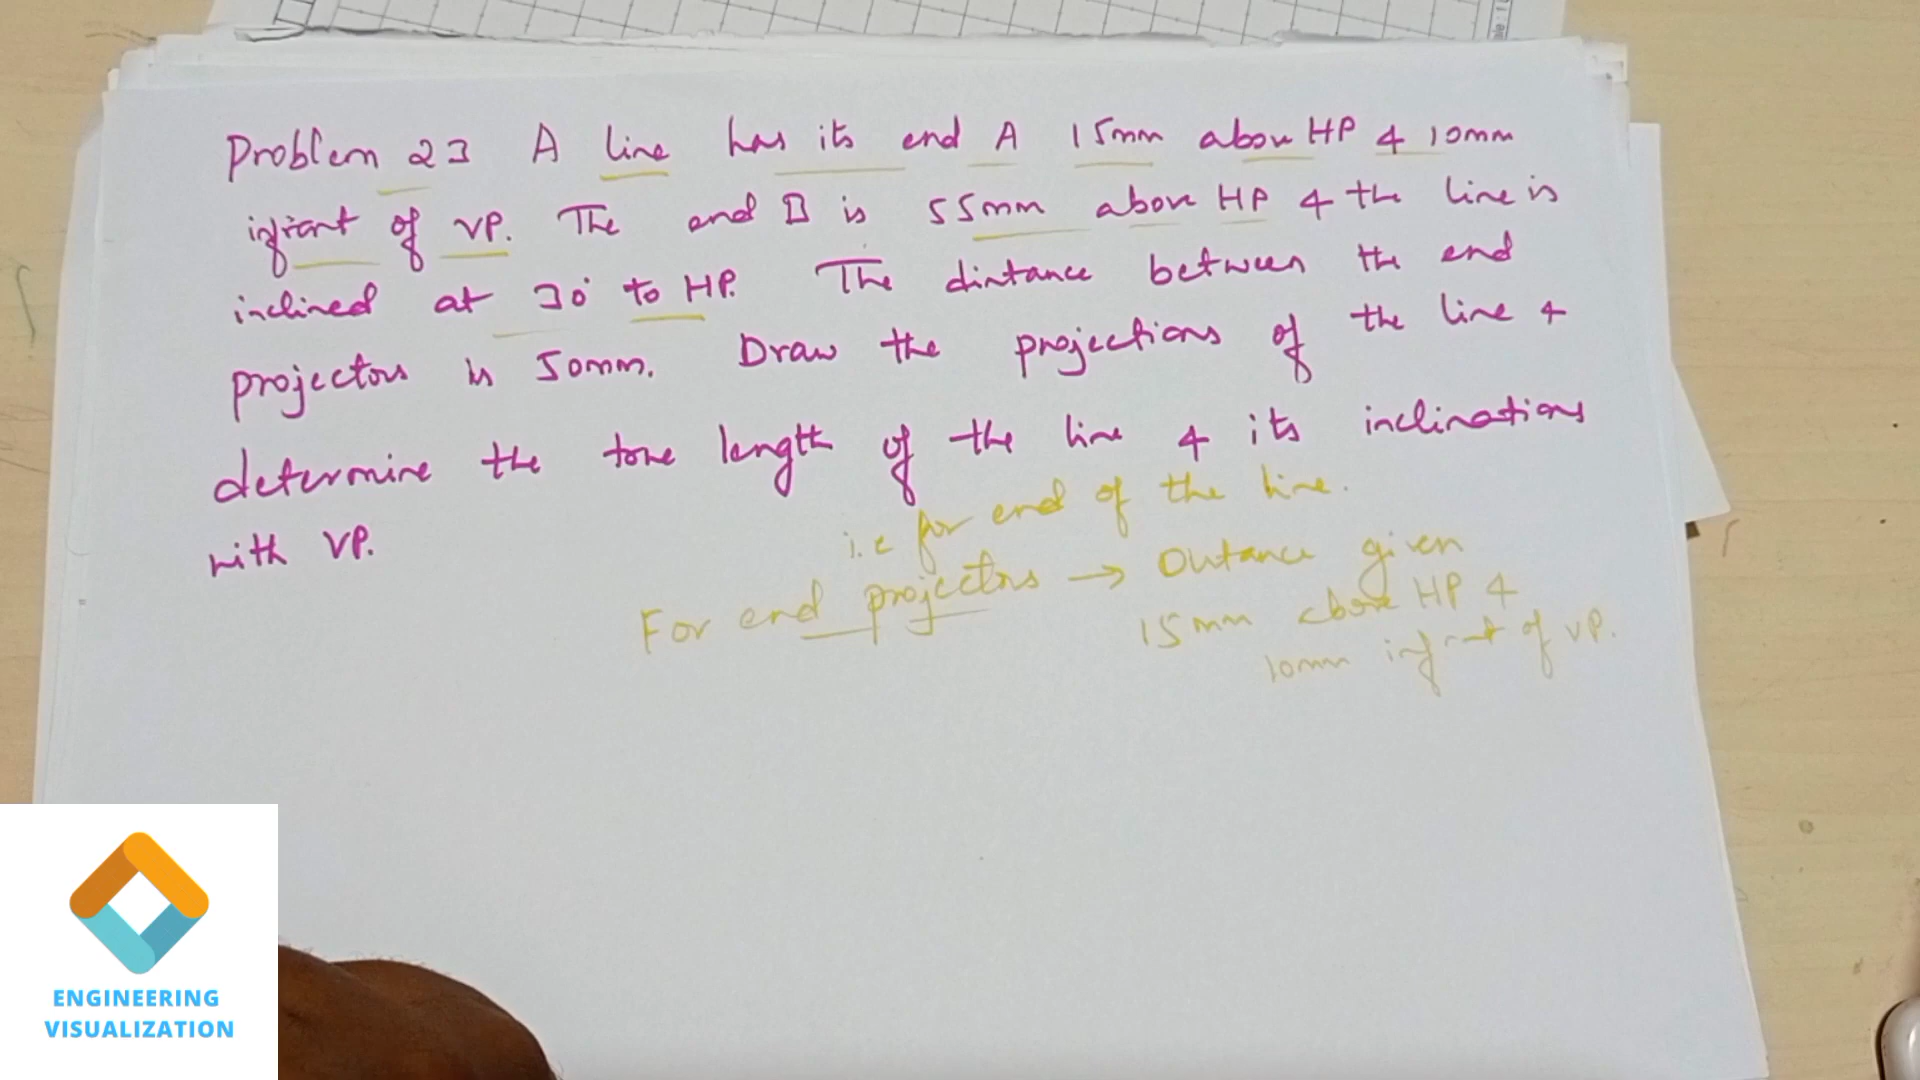 Problem 23 A line has its end A 15mm above HP & 10mm
infront of VP. The end B is 55mm above HP & the line is
inclined at 30° to HP. The distance between the end
projectors is 50mm. Draw the projections of the line &
determine the true length of the line & its inclinations
with VP.
i.e for end of the line.
For end projectors → Distance given
15mm above HP &
10mm infront of VP.
ENGINEERING
VISUALIZATION